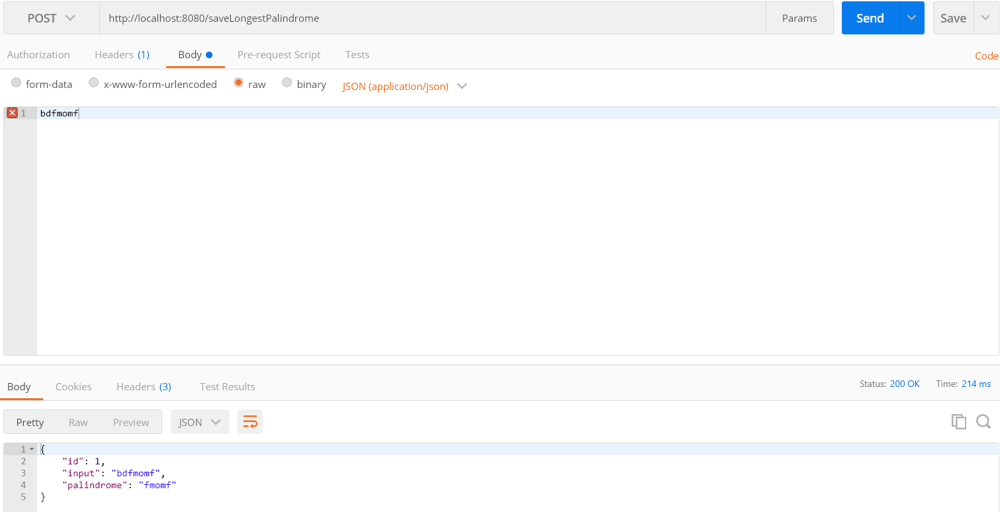 POST http://localhost:8080/saveLongestPalindrome Params Send Save
Authorization Headers (1) Body Pre-request Script Tests Code
form-data x-www-form-urlencoded raw binary JSON (application/json)
1 bdfmomf
Body Cookies Headers (3) Test Results Status: 200 OK Time: 214 ms
Pretty Raw Preview JSON
1 {
2 "id": 1,
3 "input": "bdfmomf",
4 "palindrome": "fmomf"
5 }